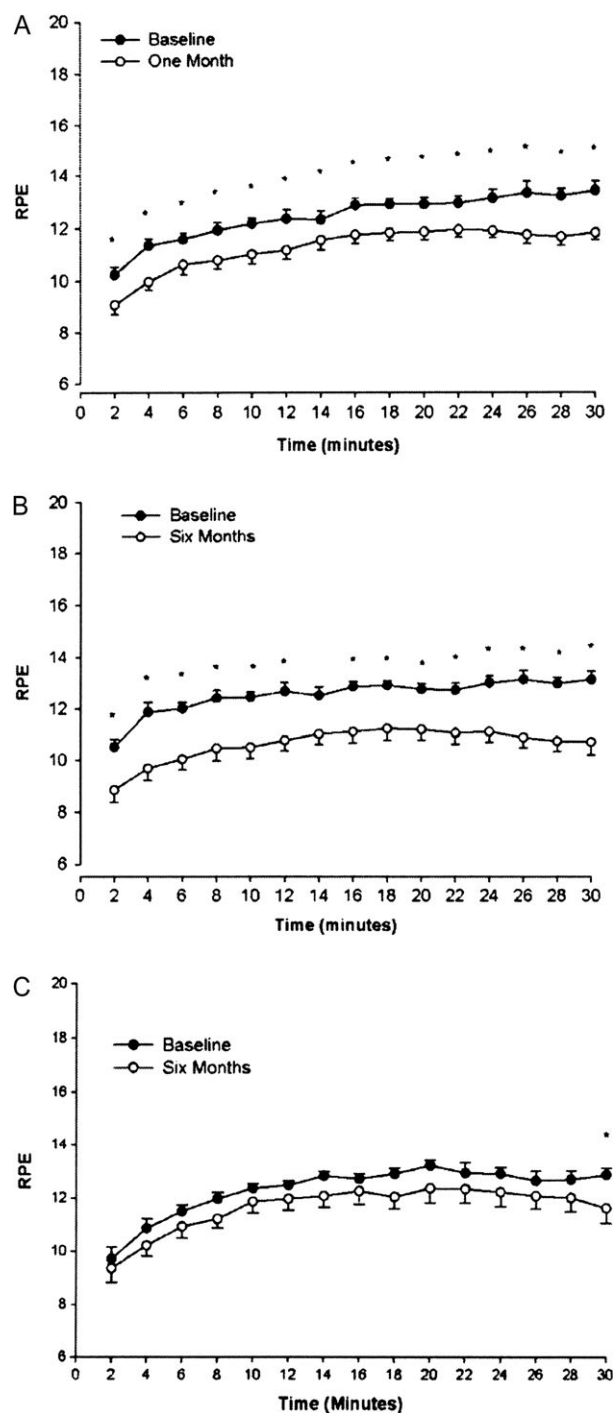 A
Baseline
One Month
20
18
16
14
12
10
8
6
RPE
* * * * * * * * * * * * * * *
0 2 4 6 8 10 12 14 16 18 20 22 24 26 28 30
Time (minutes)
B
Baseline
Six Months
20
18
16
14
12
10
8
6
RPE
* * * * * * * * * * * * * *
0 2 4 6 8 10 12 14 16 18 20 22 24 26 28 30
Time (minutes)
C
Baseline
Six Months
20
18
16
14
12
10
8
6
RPE
*
0 2 4 6 8 10 12 14 16 18 20 22 24 26 28 30
Time (Minutes)